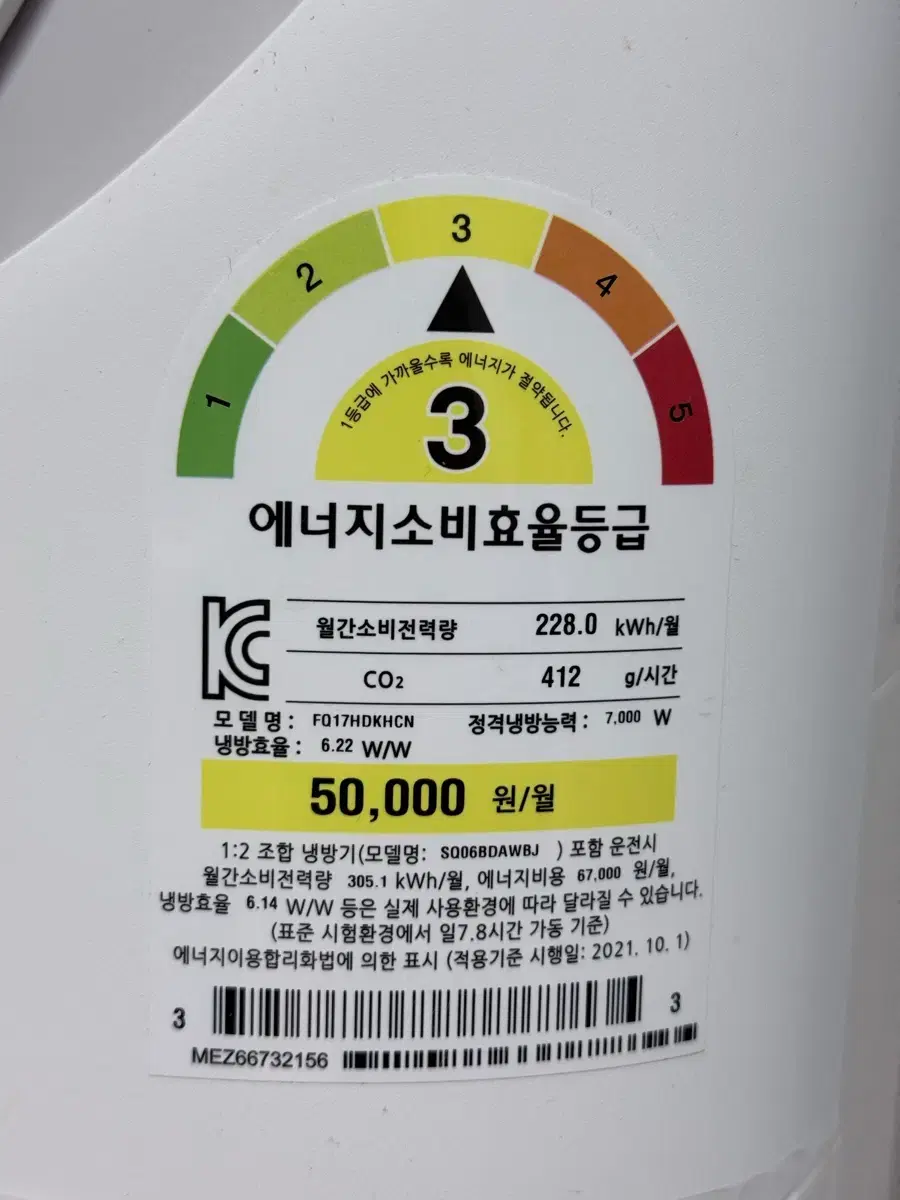 3
2
4
1
5
1등급에 가까울수록 에너지가 절약됩니다.
3
에너지소비효율등급
월간소비전력량 228.0 kWh/월
CO₂ 412 g/시간
모델명: FQ17HDKHCN 정격냉방능력: 7,000 W
냉방효율: 6.22 W/W
50,000 원/월
1:2 조합 냉방기(모델명: SQ06BDAWBJ ) 포함 운전시
월간소비전력량 305.1 kWh/월, 에너지비용 67,000 원/월,
냉방효율 6.14 W/W 등은 실제 사용환경에 따라 달라질 수 있습니다.
(표준 시험환경에서 일7.8시간 가동 기준)
에너지이용합리화법에 의한 표시 (적용기준 시행일: 2021. 10. 1)
3 3
MEZ66732156